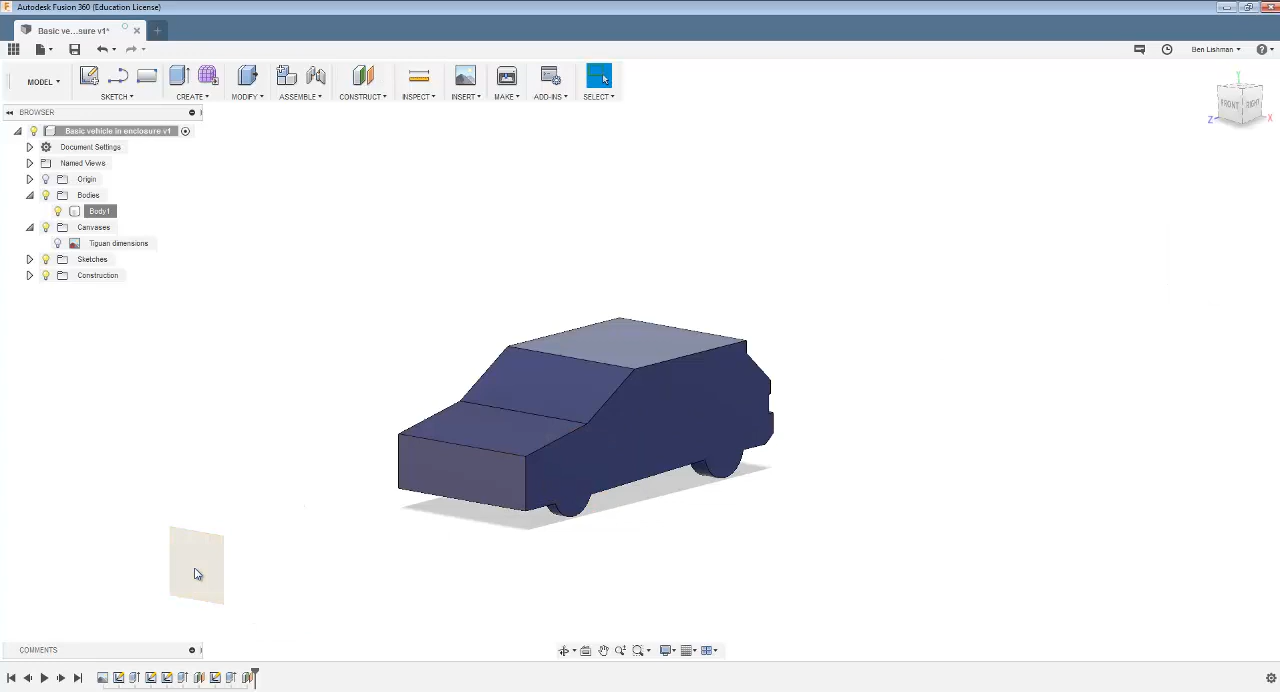 Autodesk Fusion 360 (Education License)
Basic ve...sure v1*
Ben Lishman
MODEL
SKETCH
CREATE
MODIFY
ASSEMBLE
CONSTRUCT
INSPECT
INSERT
MAKE
ADD-INS
SELECT
BROWSER
Basic vehicle in enclosure v1
Document Settings
Named Views
Origin
Bodies
Body1
Canvases
Tiguan dimensions
Sketches
Construction
Y
FRONT
RIGHT
Z
X
COMMENTS